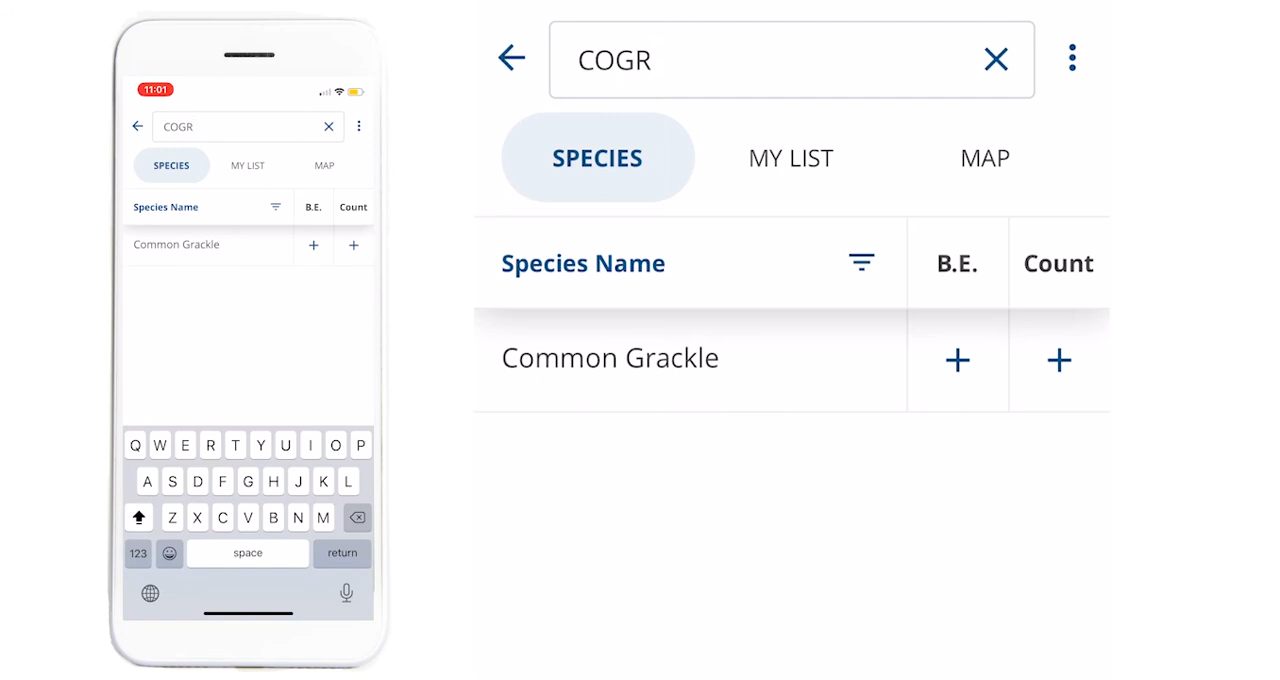 11:01
COGR
SPECIES MY LIST MAP
Species Name B.E. Count
Common Grackle + +
Q W E R T Y U I O P
A S D F G H J K L
Z X C V B N M
123 space return
COGR
SPECIES MY LIST MAP
Species Name B.E. Count
Common Grackle + +